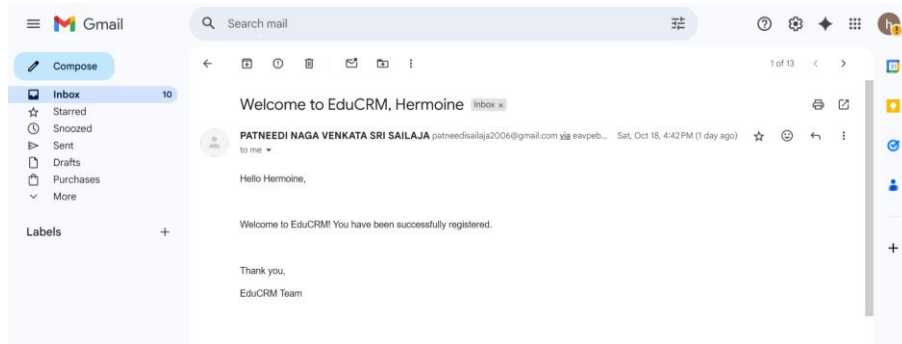 Gmail
Search mail
Compose
1 of 13
Inbox 10
Starred
Snoozed
Sent
Drafts
Purchases
More
Labels
Welcome to EduCRM, Hermoine Inbox x
PATNEEDI NAGA VENKATA SRI SAILAJA patneedisailaja2006@gmail.com via eavpeb... Sat, Oct 18, 4:42 PM (1 day ago)
to me
Hello Hermoine,
Welcome to EduCRM! You have been successfully registered.
Thank you,
EduCRM Team
h